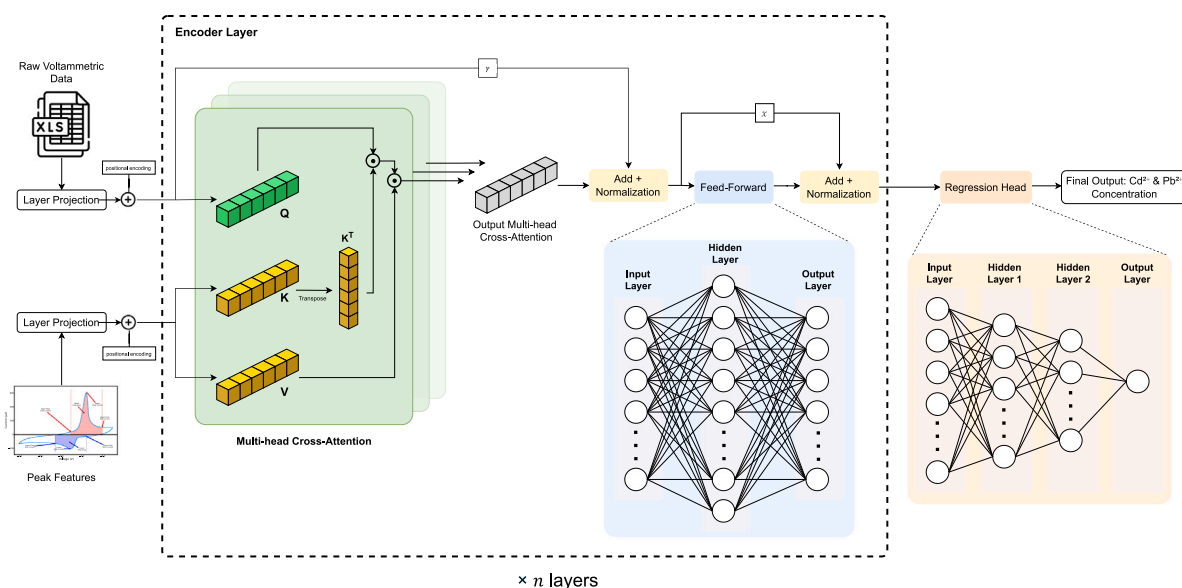 Encoder Layer
Raw Voltammetric
Data
XLS
Layer Projection
positional encoding
+
γ
Q
K
Transpose
Kᵀ
V
Multi-head Cross-Attention
Layer Projection
+
positional encoding
Peak Features
Output Multi-head
Cross-Attention
Add +
Normalization
x
Feed-Forward
Add +
Normalization
Regression Head
Final Output: Cd²⁺ & Pb²⁺
Concentration
Input
Layer
Hidden
Layer
Output
Layer
Input
Layer
Hidden
Layer 1
Hidden
Layer 2
Output
Layer
× n layers